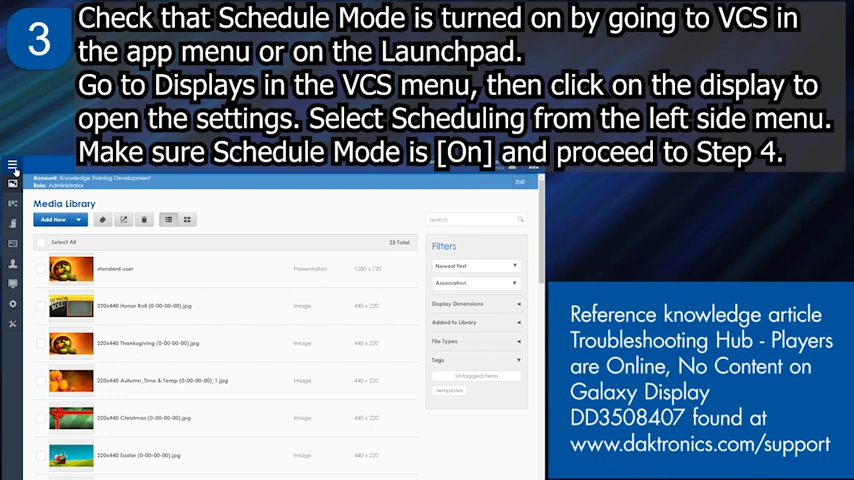 3
Check that Schedule Mode is turned on by going to VCS in
the app menu or on the Launchpad.
Go to Displays in the VCS menu, then click on the display to
open the settings. Select Scheduling from the left side menu.
Make sure Schedule Mode is [On] and proceed to Step 4.
Account: Knowledge Training Development
Role: Administrator
Exit
Media Library
Add New
Search
Select All
23 Total
standard user Presentation 1280 x 720
220x440 Honor Roll (0-00-00-00).jpg Image 440 x 220
220x440 Thanksgiving (0-00-00-00).jpg Image 440 x 220
220x440 Autumn_Time & Temp (0-00-00-00)_1.jpg Image 440 x 220
220x440 Christmas (0-00-00-00).jpg Image 440 x 220
220x440 Easter (0-00-00-00).jpg Image 440 x 220
Filters
Newest First
Association
Display Dimensions
Added to Library
File Types
Tags
Untagged Items
templates
Reference knowledge article
Troubleshooting Hub - Players
are Online, No Content on
Galaxy Display
DD3508407 found at
www.daktronics.com/support